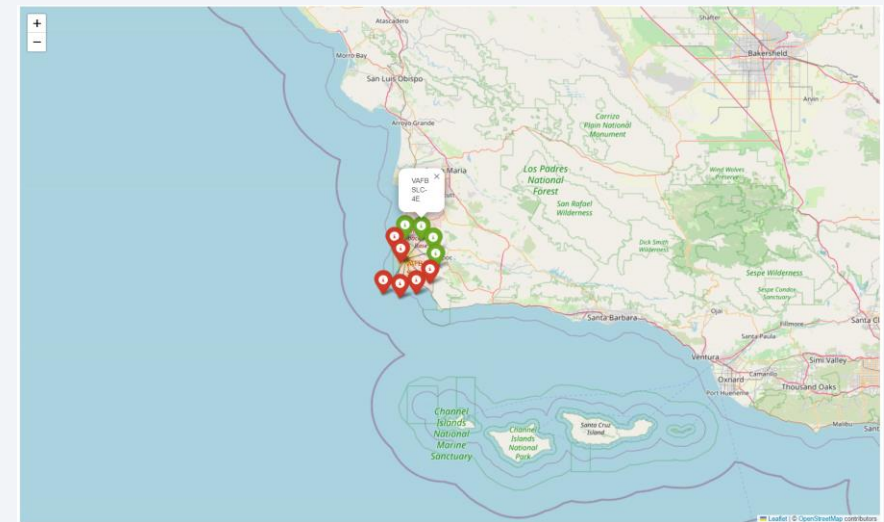 +
−
Atascadero
Shafter
Bakersfield
Morro Bay
San Luis Obispo
Arvin
Arroyo Grande
Carrizo
Plain National
Monument
Maria
Los Padres
National
Forest
Wind Wolves
Preserve
VAFB
SLC-
4E
×
San Rafael
Wilderness
Dick Smith
Wilderness
Sespe Wilderness
Sespe Condor
Sanctuary
Santa Barbara
Ojai
Fillmore
Santa Cl
Santa Paula
Ventura
Simi Valley
Camarillo
Oxnard
Thousand Oaks
Port Hueneme
Channel
Islands
National
Marine
Sanctuary
Channel
Islands
National
Park
Santa Cruz
Island
Malibu
Sant
Leaflet | © OpenStreetMap contributors